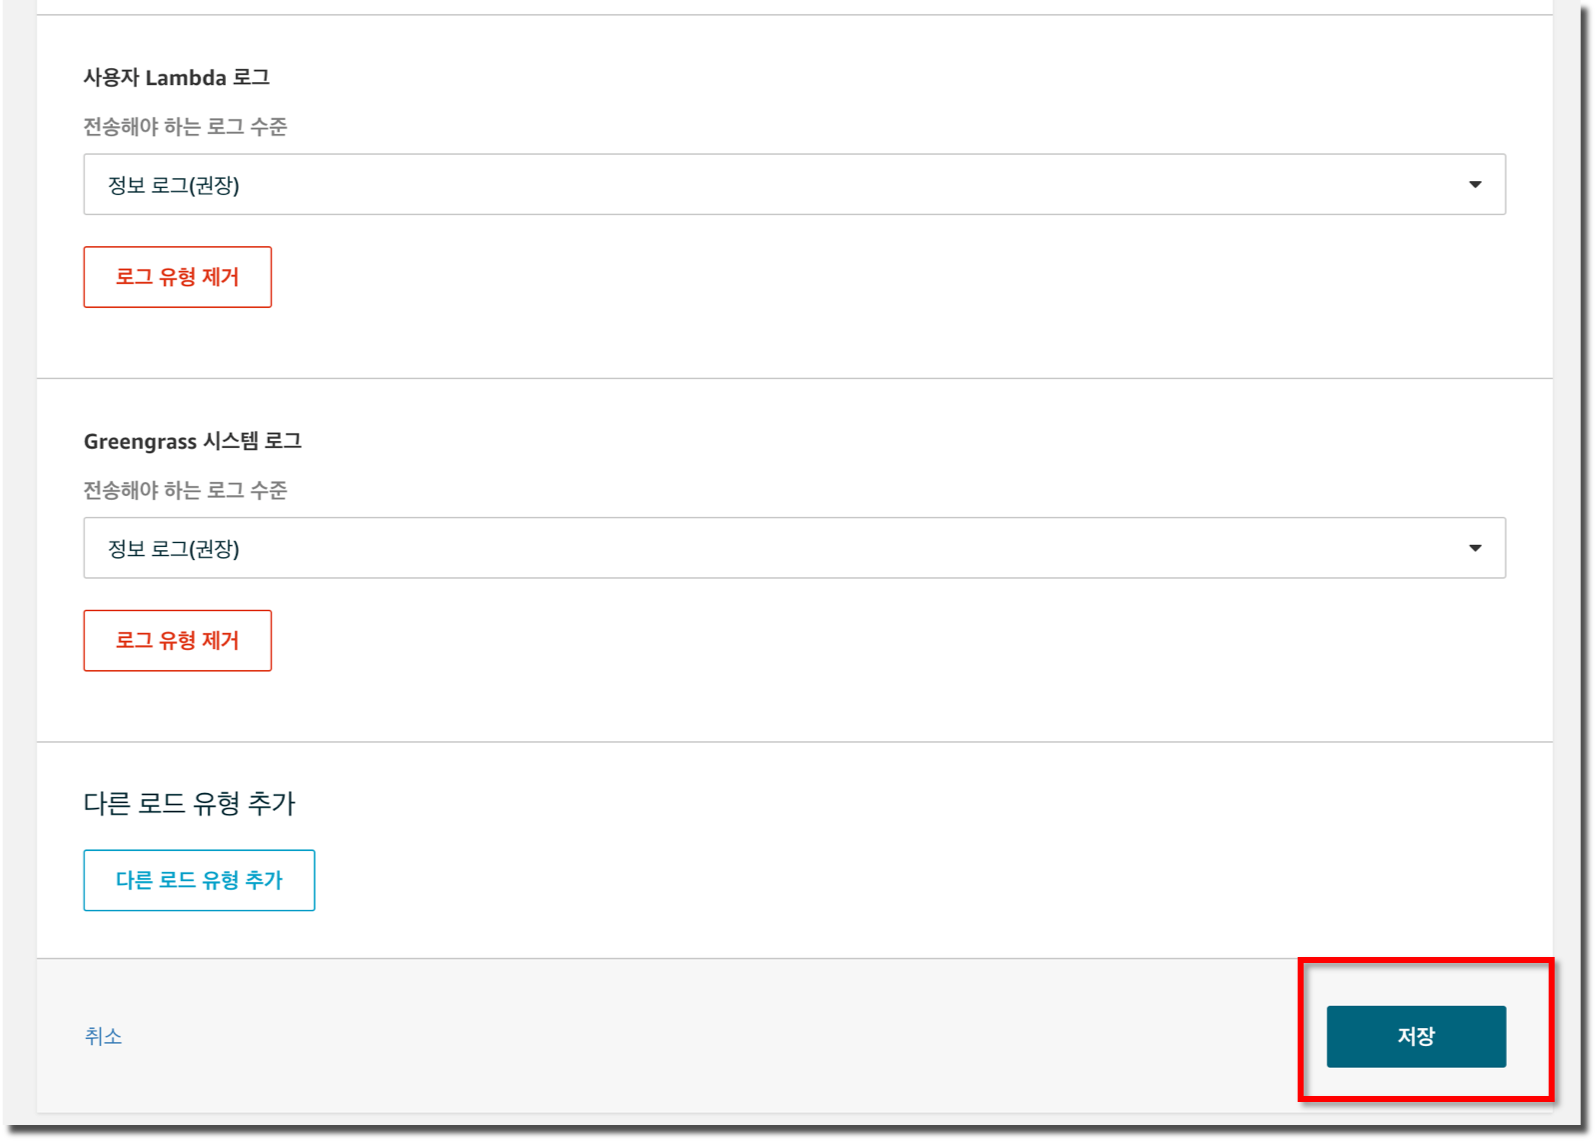 사용자 Lambda 로그
전송해야 하는 로그 수준
정보 로그(권장)
로그 유형 제거
Greengrass 시스템 로그
전송해야 하는 로그 수준
정보 로그(권장)
로그 유형 제거
다른 로드 유형 추가
다른 로드 유형 추가
취소
저장